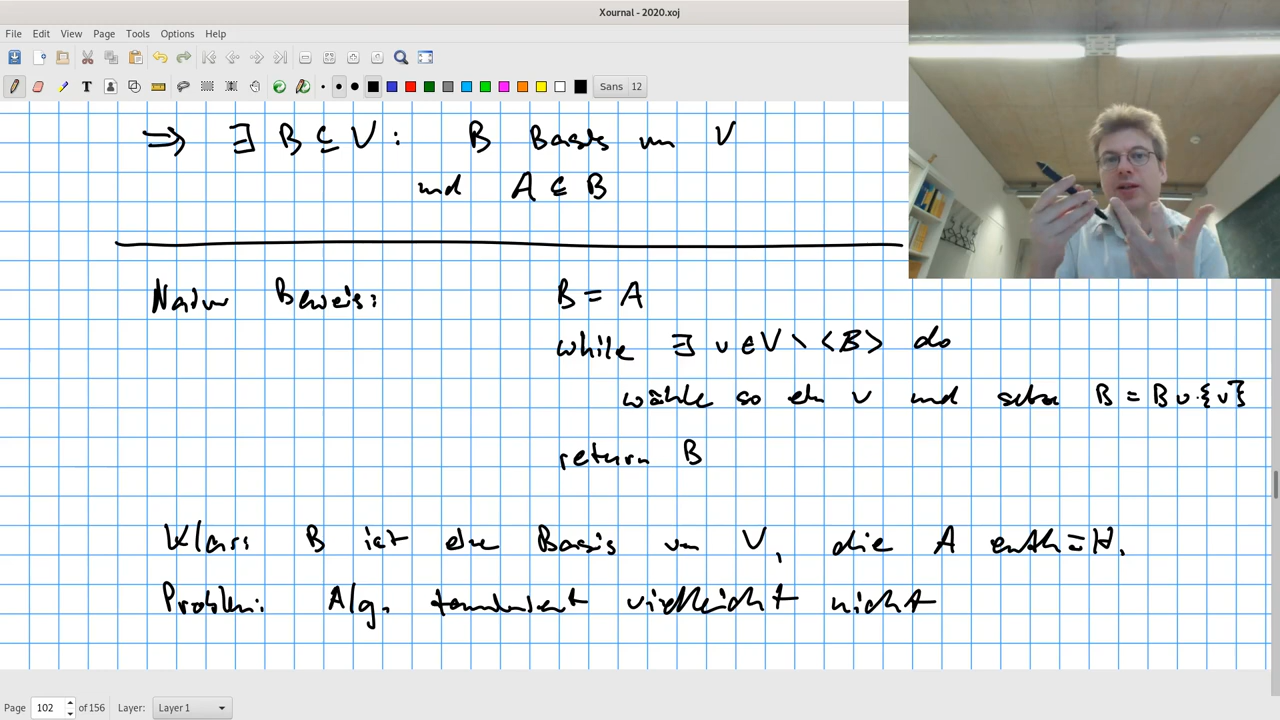 Xournal - 2020.xoj
File Edit View Page Tools Options Help
Sans 12
⇒ ∃ B ⊆ V : B Basis von V
und A ⊆ B
Naiver Beweis:
B = A
while ∃ v ∈ V \ <B> do
wähle so ein v und setze B = B ∪ {v}
return B
Klar: B ist eine Basis von V, die A enthält.
Problem: Alg. terminiert vielleicht nicht
Page 102 of 156 Layer: Layer 1